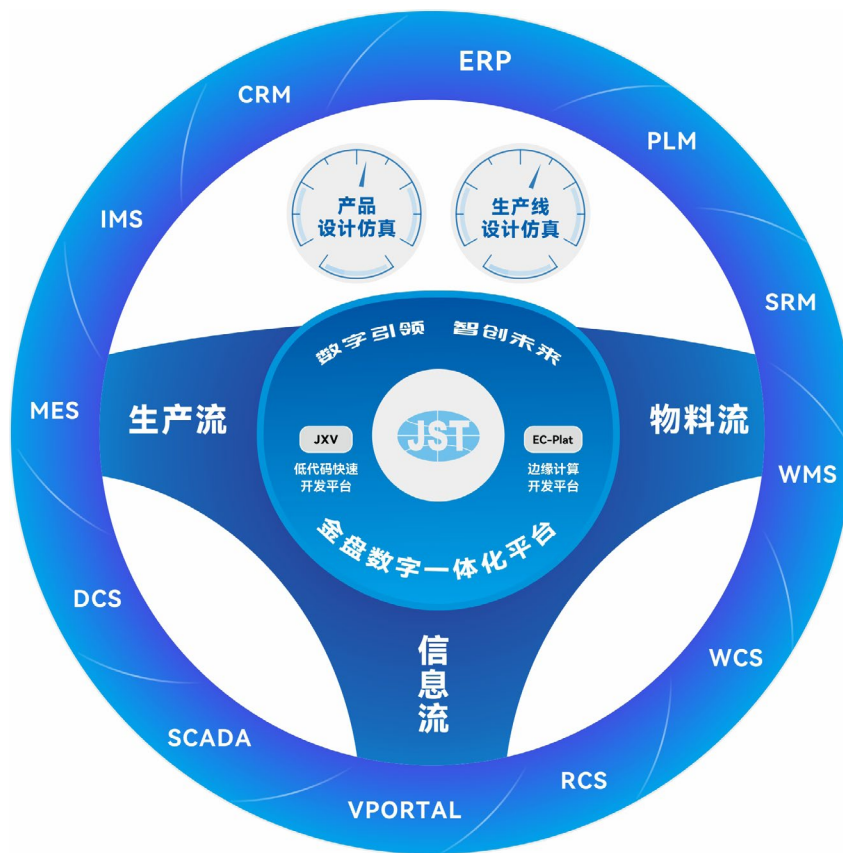 ERP
CRM
PLM
IMS
SRM
MES
WMS
DCS
WCS
SCADA
RCS
VPORTAL
产品
设计仿真
生产线
设计仿真
数字引领 智创未来
生产流
物料流
JXV
低代码快速
开发平台
JST
EC-Plat
边缘计算
开发平台
金盘数字一体化平台
信息流